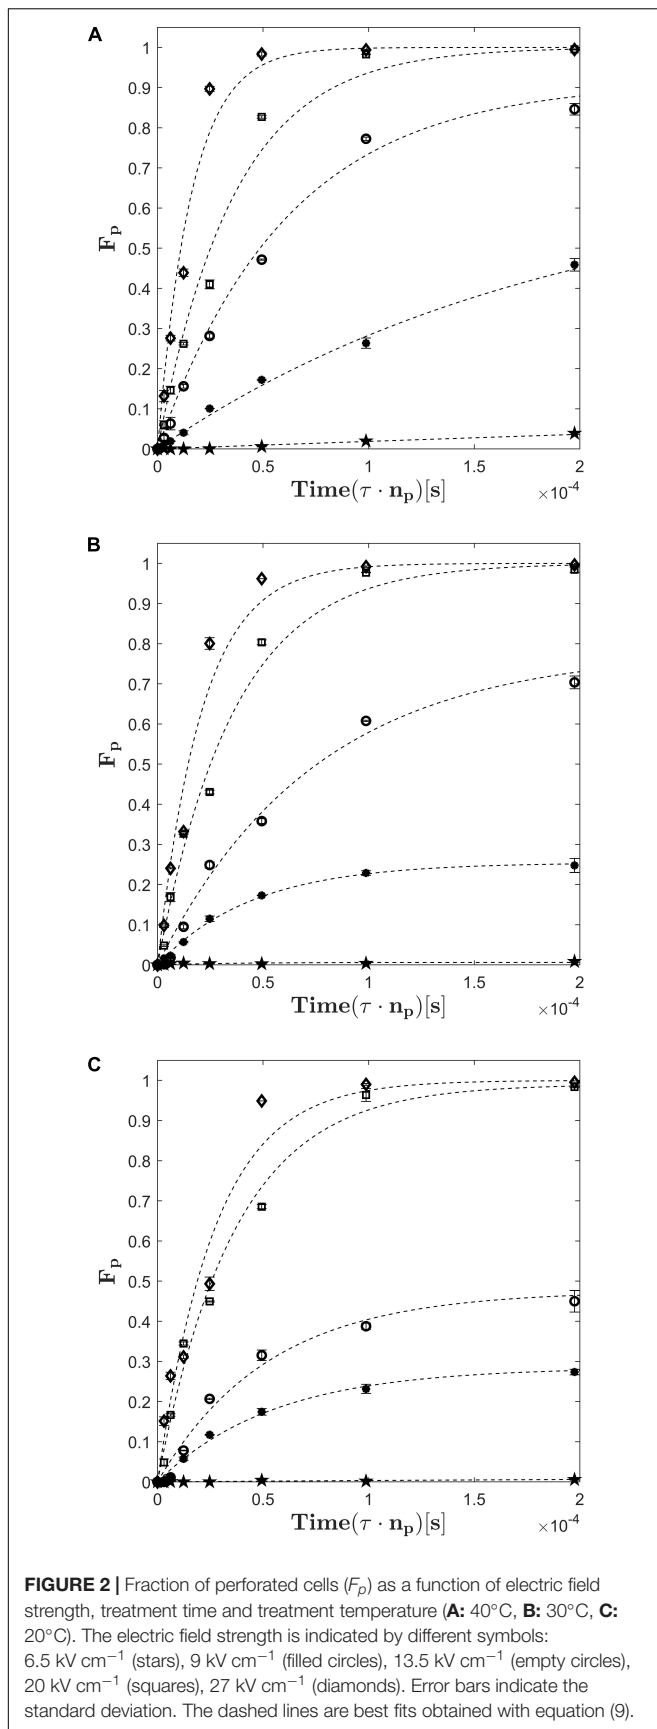 A
1
0.9
0.8
0.7
0.6
0.5
0.4
0.3
0.2
0.1
0
F_p
0 0.5 1 1.5 2
Time(τ · n_p)[s] ×10⁻⁴
B
1
0.9
0.8
0.7
0.6
0.5
0.4
0.3
0.2
0.1
0
F_p
0 0.5 1 1.5 2
Time(τ · n_p)[s] ×10⁻⁴
C
1
0.9
0.8
0.7
0.6
0.5
0.4
0.3
0.2
0.1
0
F_p
0 0.5 1 1.5 2
Time(τ · n_p)[s] ×10⁻⁴
FIGURE 2 | Fraction of perforated cells (F_p) as a function of electric field
strength, treatment time and treatment temperature (A: 40°C, B: 30°C, C:
20°C). The electric field strength is indicated by different symbols:
6.5 kV cm⁻¹ (stars), 9 kV cm⁻¹ (filled circles), 13.5 kV cm⁻¹ (empty circles),
20 kV cm⁻¹ (squares), 27 kV cm⁻¹ (diamonds). Error bars indicate the
standard deviation. The dashed lines are best fits obtained with equation (9).